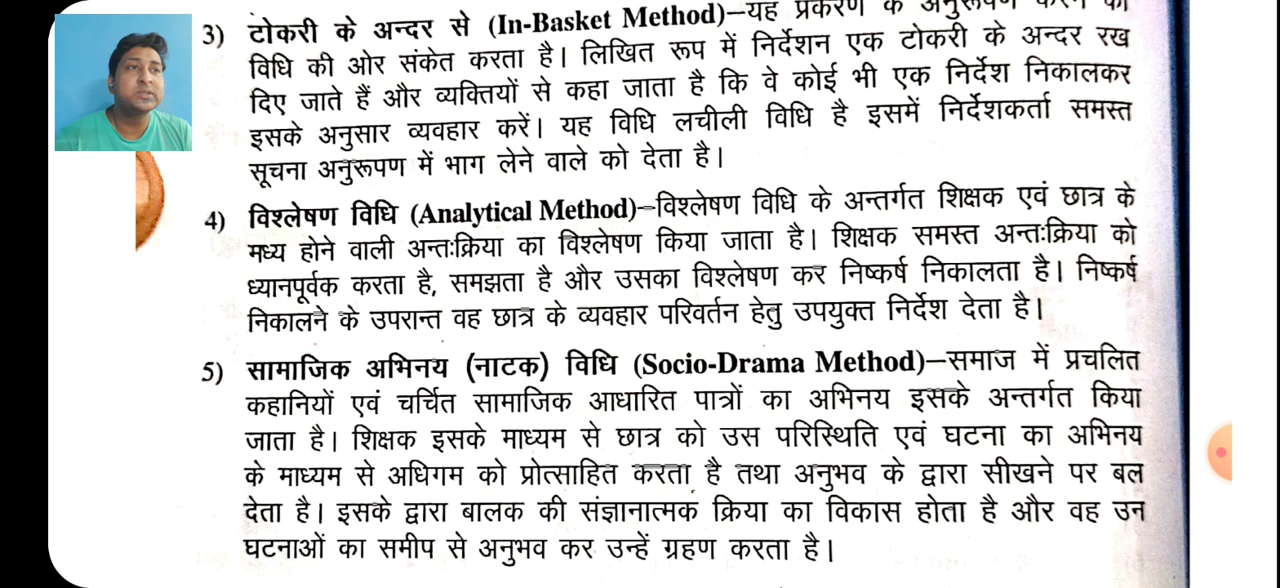 3) टोकरी के अन्दर से (In-Basket Method)–यह प्रकरण के अनुरूपण करने की
विधि की ओर संकेत करता है। लिखित रूप में निर्देशन एक टोकरी के अन्दर रख
दिए जाते हैं और व्यक्तियों से कहा जाता है कि वे कोई भी एक निर्देश निकालकर
इसके अनुसार व्यवहार करें। यह विधि लचीली विधि है इसमें निर्देशकर्ता समस्त
सूचना अनुरूपण में भाग लेने वाले को देता है।
4) विश्लेषण विधि (Analytical Method)–विश्लेषण विधि के अन्तर्गत शिक्षक एवं छात्र के
मध्य होने वाली अन्तःक्रिया का विश्लेषण किया जाता है। शिक्षक समस्त अन्तःक्रिया को
ध्यानपूर्वक करता है, समझता है और उसका विश्लेषण कर निष्कर्ष निकालता है। निष्कर्ष
निकालने के उपरान्त वह छात्र के व्यवहार परिवर्तन हेतु उपयुक्त निर्देश देता है।
5) सामाजिक अभिनय (नाटक) विधि (Socio-Drama Method)–समाज में प्रचलित
कहानियों एवं चर्चित सामाजिक आधारित पात्रों का अभिनय इसके अन्तर्गत किया
जाता है। शिक्षक इसके माध्यम से छात्र को उस परिस्थिति एवं घटना का अभिनय
के माध्यम से अधिगम को प्रोत्साहित करता है तथा अनुभव के द्वारा सीखने पर बल
देता है। इसके द्वारा बालक की संज्ञानात्मक क्रिया का विकास होता है और वह उन
घटनाओं का समीप से अनुभव कर उन्हें ग्रहण करता है।